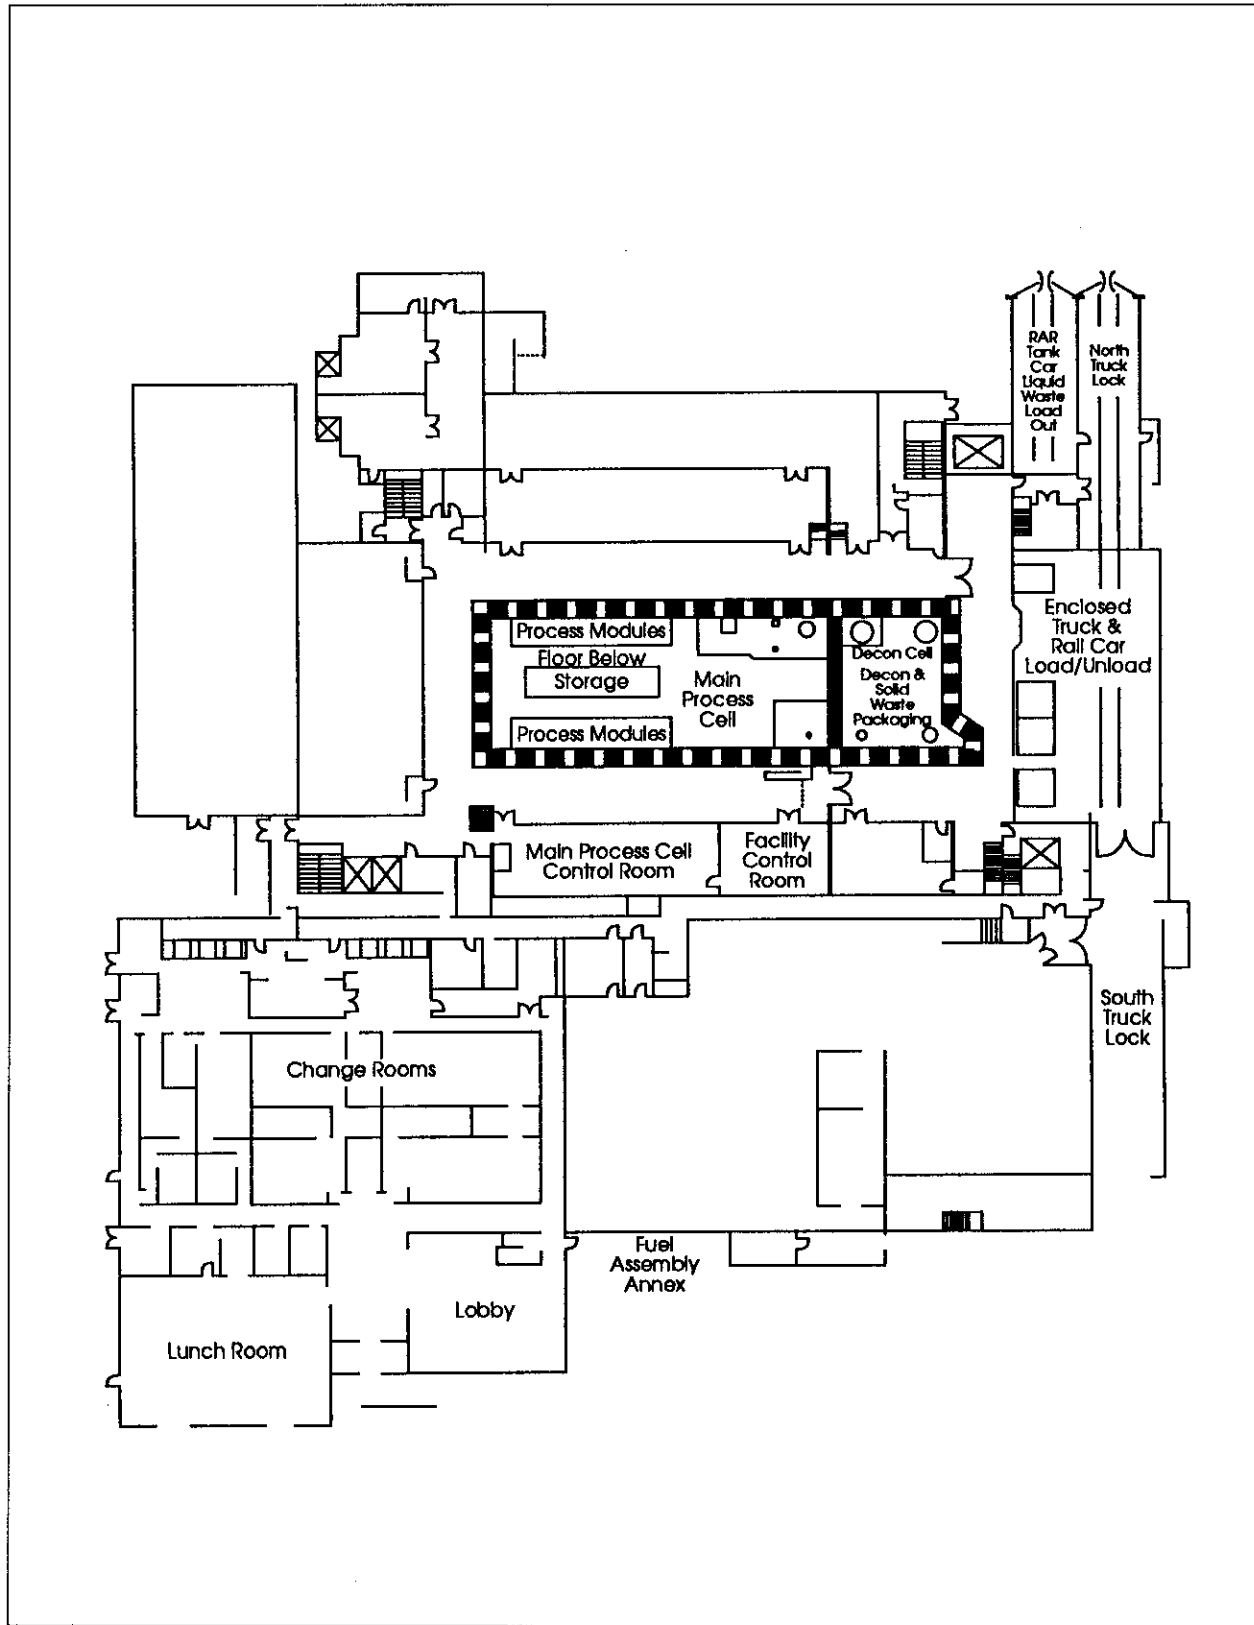 RAR
Tank
Car
Liquid
Waste
Load
Out
North
Truck
Lock
Enclosed
Truck &
Rail Car
Load/Unload
Process Modules
Floor Below
Storage
Process Modules
Main
Process
Cell
Decon Cell
Decon &
Solid
Waste
Packaging
Main Process Cell
Control Room
Facility
Control
Room
South
Truck
Lock
Change Rooms
Fuel
Assembly
Annex
Lobby
Lunch Room